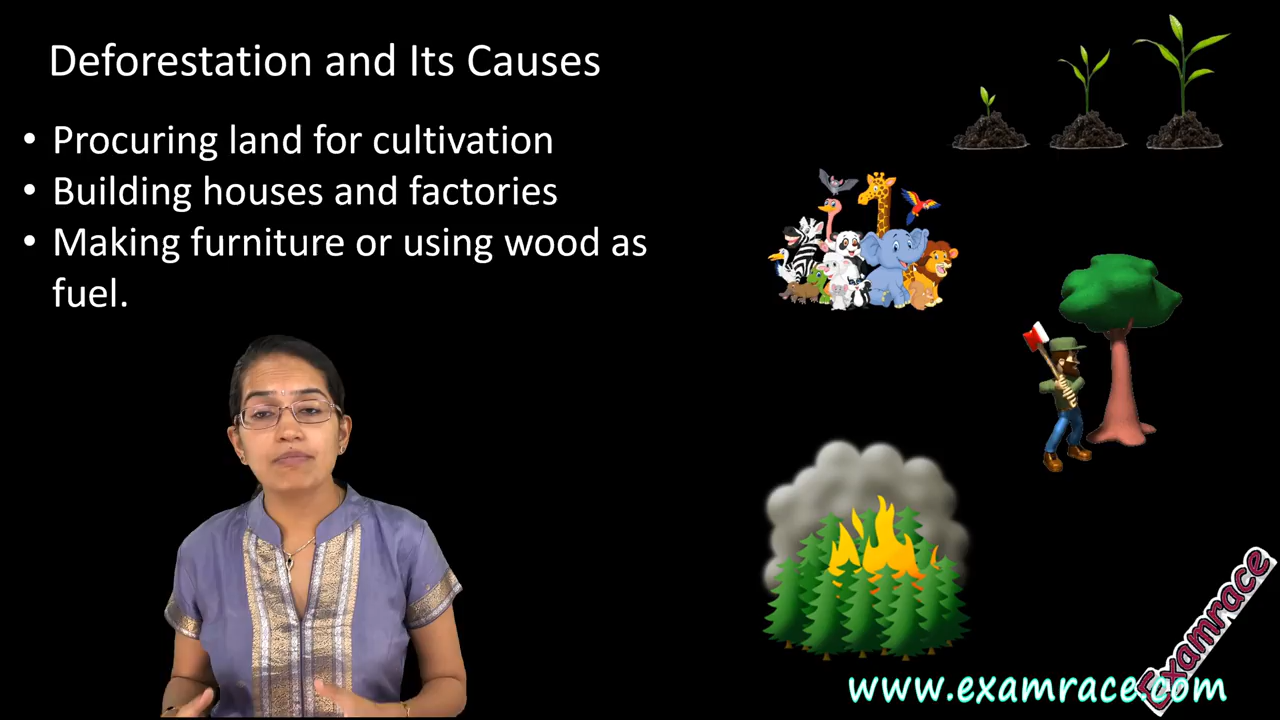 Deforestation and Its Causes
• Procuring land for cultivation
• Building houses and factories
• Making furniture or using wood as
fuel.
Examrace
www.examrace.com